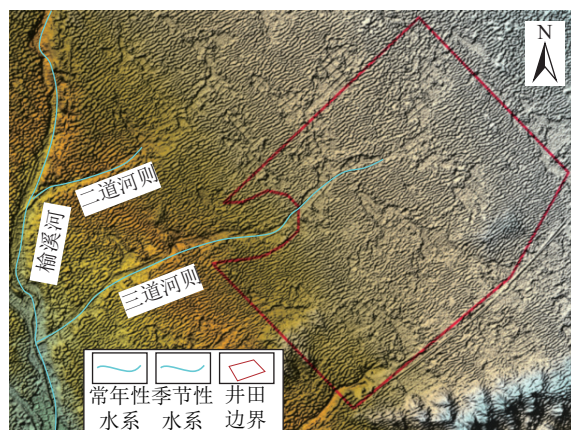 N
二道河则
榆溪河
三道河则
常年性 季节性 井田
水系 水系 边界